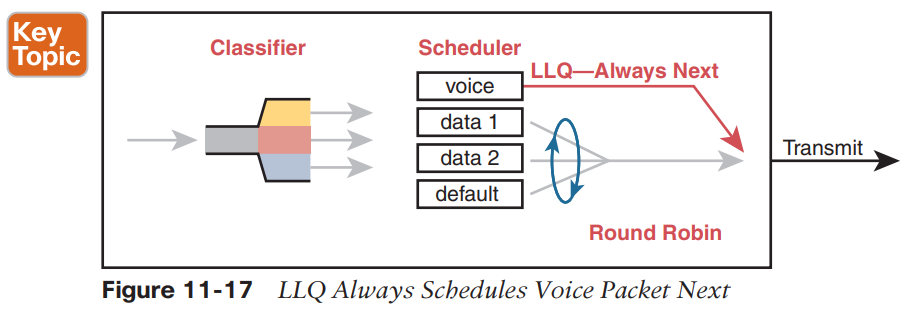 Key
Topic
Classifier
Scheduler
LLQ—Always Next
voice
data 1
data 2
default
Transmit
Round Robin
Figure 11-17 LLQ Always Schedules Voice Packet Next